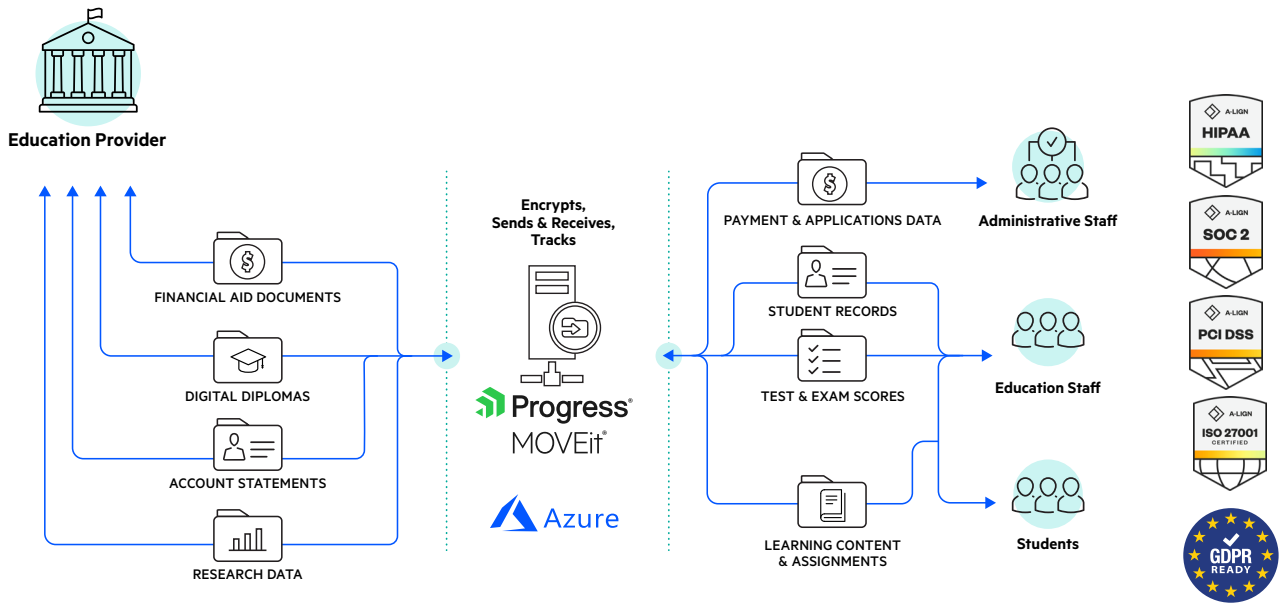 Education Provider
FINANCIAL AID DOCUMENTS
DIGITAL DIPLOMAS
ACCOUNT STATEMENTS
RESEARCH DATA
Encrypts,
Sends & Receives,
Tracks
Progress®
MOVEit®
Azure
PAYMENT & APPLICATIONS DATA
STUDENT RECORDS
TEST & EXAM SCORES
LEARNING CONTENT
& ASSIGNMENTS
Administrative Staff
Education Staff
Students
A-LIGN
HIPAA
A-LIGN
SOC 2
A-LIGN
PCI DSS
A-LIGN
ISO 27001
CERTIFIED
GDPR
READY